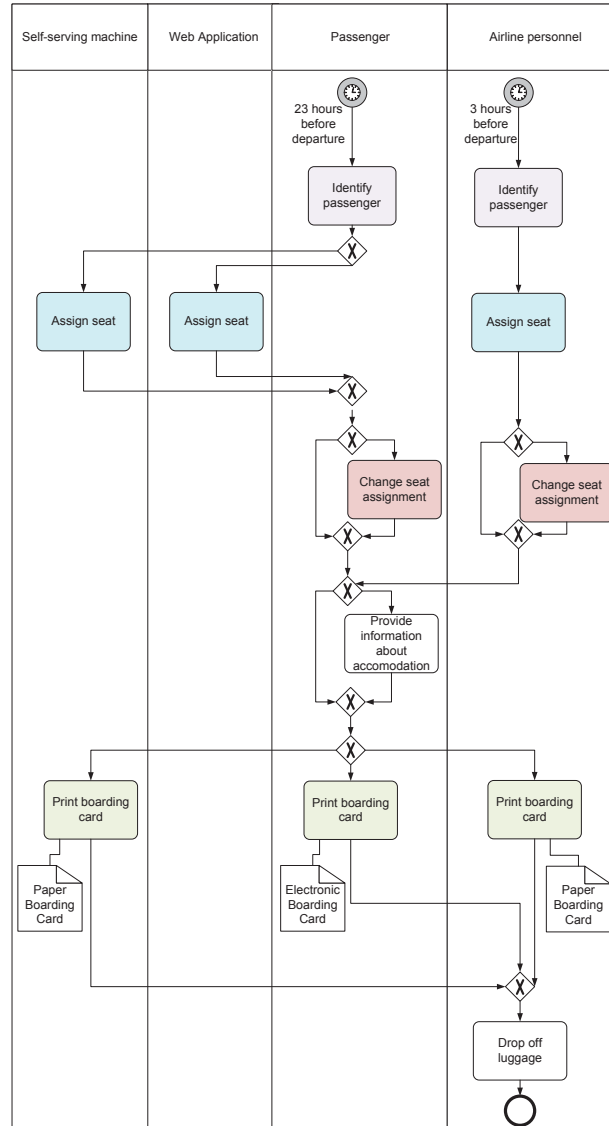 Self-serving machine
Web Application
Passenger
Airline personnel
23 hours
before
departure
3 hours
before
departure
Identify
passenger
Identify
passenger
X
Assign seat
Assign seat
Assign seat
X
X
X
Change seat
assignment
Change seat
assignment
X
X
X
Provide
information
about
accomodation
X
X
Print boarding
card
Print boarding
card
Print boarding
card
Paper
Boarding
Card
Electronic
Boarding
Card
Paper
Boarding
Card
X
Drop off
luggage